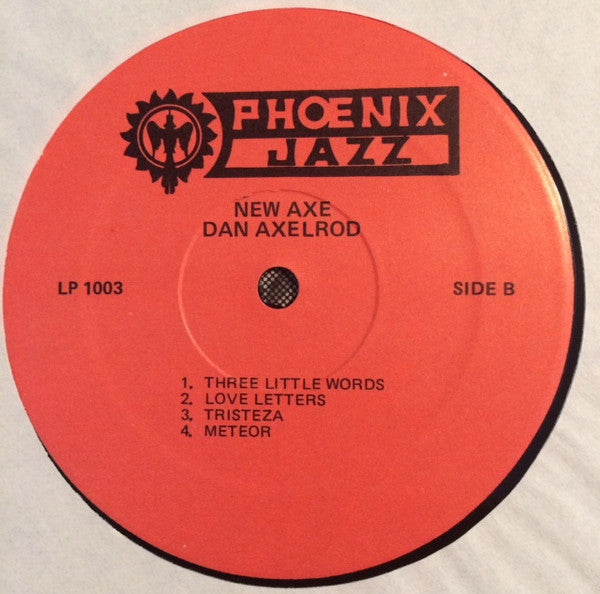 PHŒNIX
JAZZ
NEW AXE
DAN AXELROD
LP 1003
SIDE B
1. THREE LITTLE WORDS
2. LOVE LETTERS
3. TRISTEZA
4. METEOR